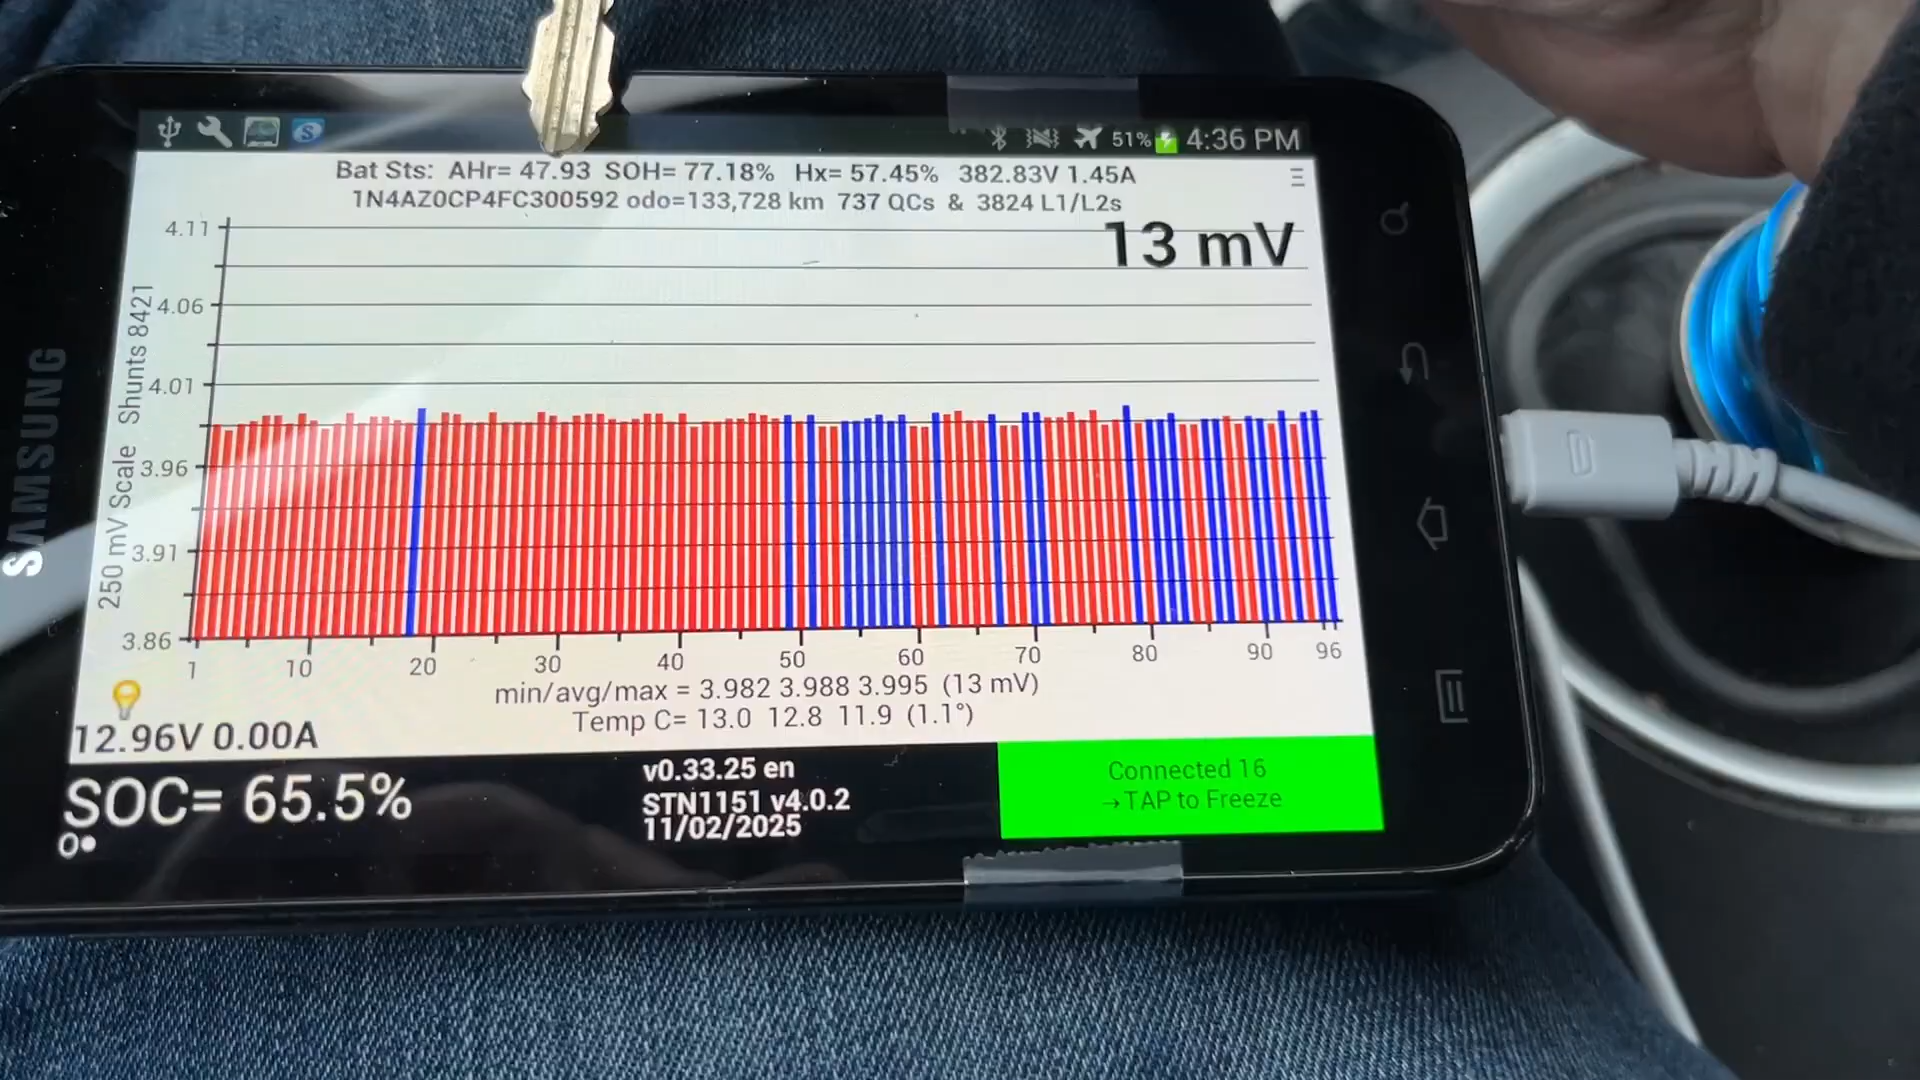 SAMSUNG
51% 4:36 PM
Bat Sts: AHr= 47.93 SOH= 77.18% Hx= 57.45% 382.83V 1.45A
1N4AZ0CP4FC300592 odo=133,728 km 737 QCs & 3824 L1/L2s
13 mV
250 mV Scale Shunts 8421
4.11
4.06
4.01
3.96
3.91
3.86
1 10 20 30 40 50 60 70 80 90 96
min/avg/max = 3.982 3.988 3.995 (13 mV)
Temp C= 13.0 12.8 11.9 (1.1°)
12.96V 0.00A
SOC= 65.5%
v0.33.25 en
STN1151 v4.0.2
11/02/2025
Connected 16
→TAP to Freeze